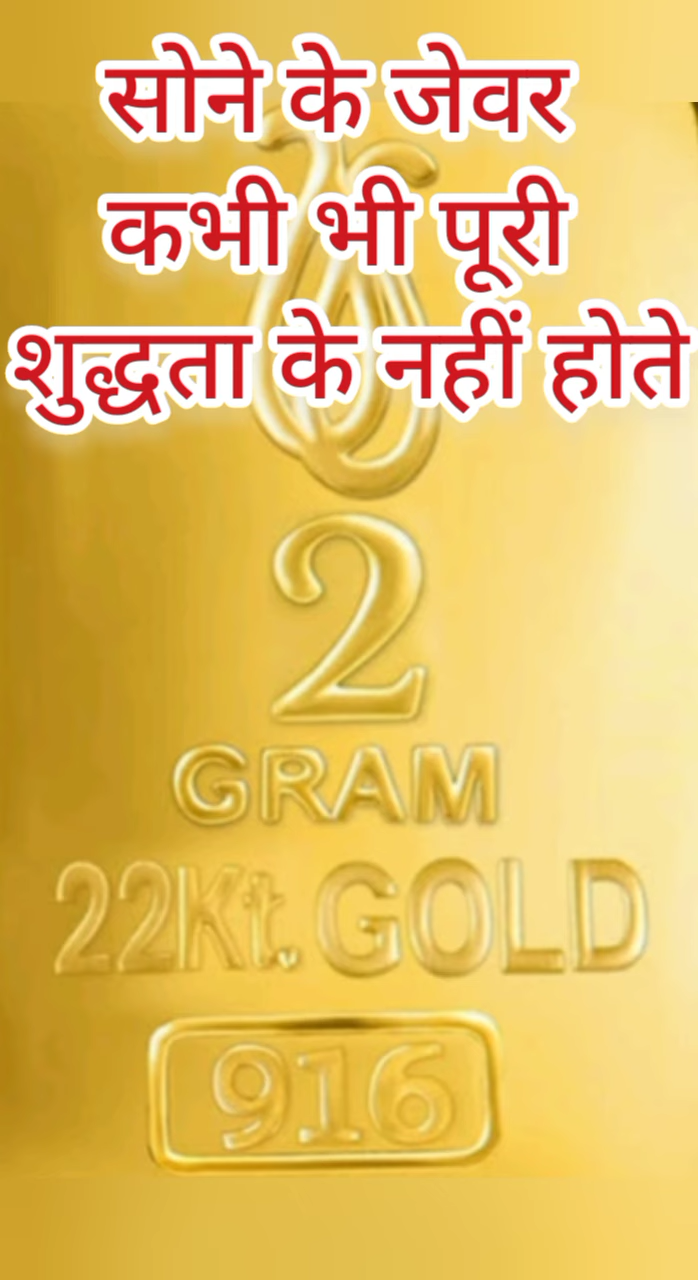 सोने के जेवर
कभी भी पूरी
शुद्धता के नहीं होते
2
GRAM
22Kt. GOLD
916